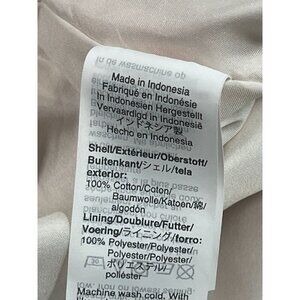 Made in Indonesia
Fabriqué en Indonésie
In Indonesien Hergestellt
Vervaardigd in Indonesië
インドネシア製
Hecho en Indonesia
Shell/Extérieur/Oberstoff/
Buitenkant/シェル/tela
exterior:
100% Cotton/Coton/
Baumwolle/Katoen/綿/
algodón
Lining/Doublure/Futter/
Voering/ライニング/forro:
100% Polyester/Polyester/
Polyester/Polyester/
ポリエステル/
poliéster
Machine wash cold. With